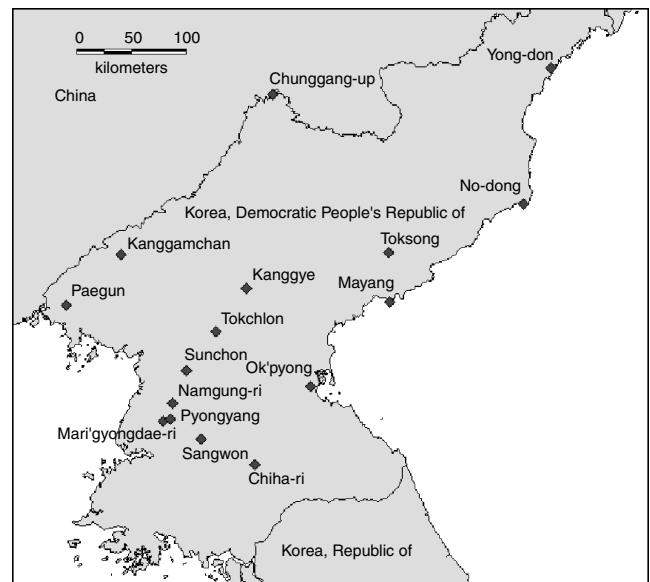 0 50 100
kilometers
China
Chunggang-up
Yong-don
No-dong
Korea, Democratic People's Republic of
Kanggamchan
Toksong
Kanggye
Mayang
Paegun
Tokchlon
Sunchon
Ok'pyong
Namgung-ri
Pyongyang
Mari'gyongdae-ri
Sangwon
Chiha-ri
Korea, Republic of